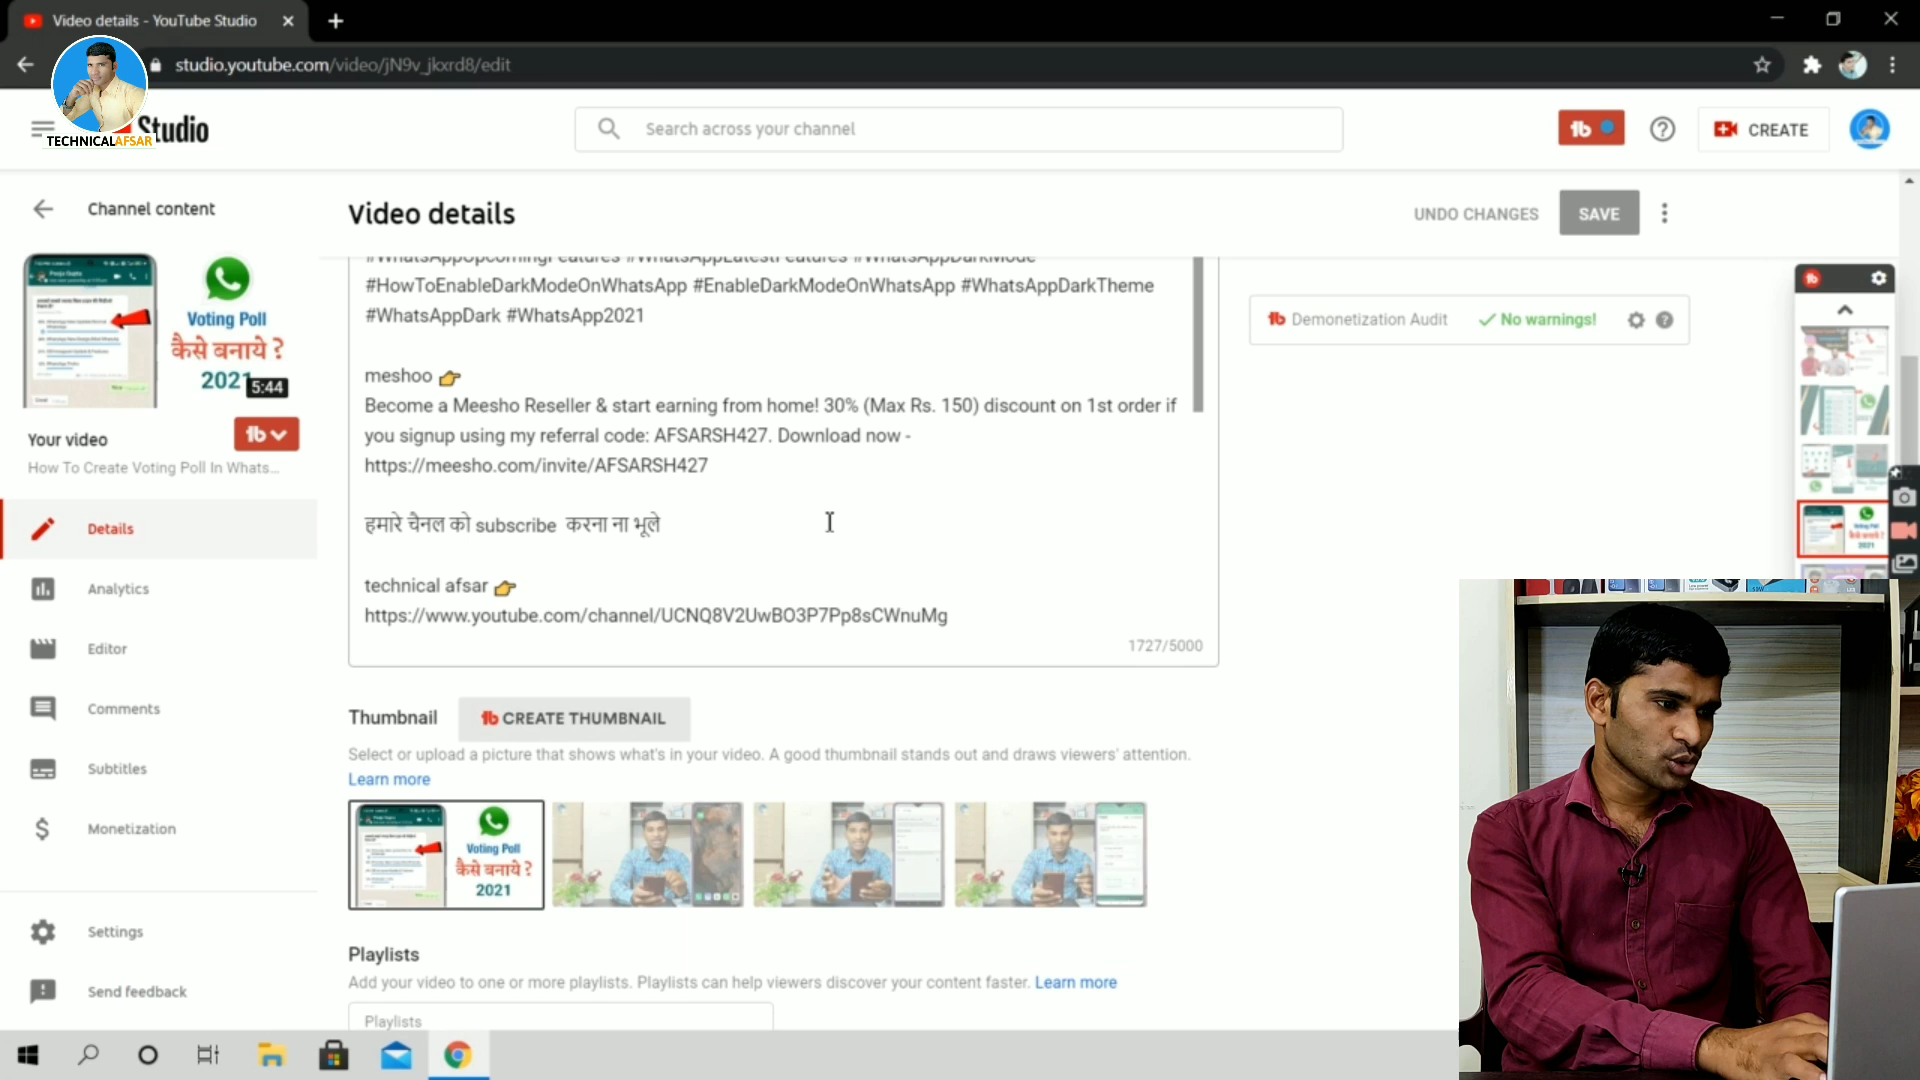 Video details - YouTube Studio
studio.youtube.com/video/jN9v_jkxrd8/edit
TECHNICALAFSAR
Studio
Search across your channel
CREATE
Channel content
Video details
UNDO CHANGES
SAVE
#WhatsAppUpcomingFeatures #WhatsAppLatestFeatures #WhatsAppDarkMode
#HowToEnableDarkModeOnWhatsApp #EnableDarkModeOnWhatsApp #WhatsAppDarkTheme
#WhatsAppDark #WhatsApp2021
meshoo 👉
Become a Meesho Reseller & start earning from home! 30% (Max Rs. 150) discount on 1st order if
you signup using my referral code: AFSARSH427. Download now -
https://meesho.com/invite/AFSARSH427
हमारे चैनल को subscribe करना ना भूले
technical afsar 👉
https://www.youtube.com/channel/UCNQ8V2UwBO3P7Pp8sCWnuMg
1727/5000
Demonetization Audit
No warnings!
Voting Poll
कैसे बनाये ?
2021
5:44
Your video
How To Create Voting Poll In Whats...
Details
Analytics
Editor
Comments
Subtitles
Monetization
Settings
Send feedback
Thumbnail
CREATE THUMBNAIL
Select or upload a picture that shows what's in your video. A good thumbnail stands out and draws viewers' attention.
Learn more
Voting Poll
कैसे बनाये ?
2021
Playlists
Add your video to one or more playlists. Playlists can help viewers discover your content faster. Learn more
Playlists